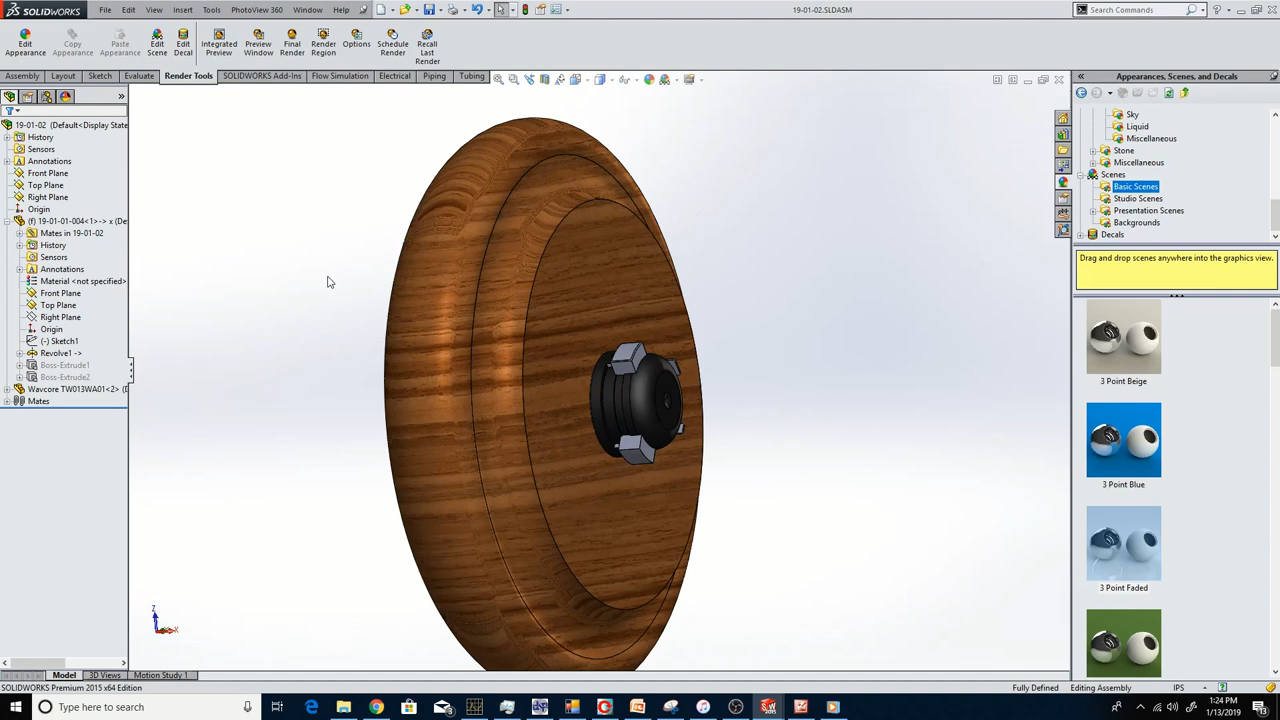 SOLIDWORKS
File Edit View Insert Tools PhotoView 360 Window Help
19-01-02.SLDASM
Search Commands
Edit Appearance
Copy Appearance
Paste Appearance
Edit Scene
Edit Decal
Integrated Preview
Preview Window
Final Render
Render Region
Options
Schedule Render
Recall Last Render
Assembly Layout Sketch Evaluate Render Tools SOLIDWORKS Add-Ins Flow Simulation Electrical Piping Tubing
Appearances, Scenes, and Decals
19-01-02 (Default<Display State
History
Sensors
Annotations
Front Plane
Top Plane
Right Plane
Origin
(f) 19-01-01-004<1> -> x (De
Mates in 19-01-02
History
Sensors
Annotations
Material <not specified>
Front Plane
Top Plane
Right Plane
Origin
(-) Sketch1
Revolve1 ->
Boss-Extrude1
Boss-Extrude2
Wavcore TW013WA01<2> (D
Mates
Sky
Liquid
Miscellaneous
Stone
Miscellaneous
Scenes
Basic Scenes
Studio Scenes
Presentation Scenes
Backgrounds
Decals
Drag and drop scenes anywhere into the graphics view.
3 Point Beige
3 Point Blue
3 Point Faded
Z
X
Model 3D Views Motion Study 1
SOLIDWORKS Premium 2015 x64 Edition
Fully Defined Editing Assembly IPS
Type here to search
1:24 PM
1/13/2019